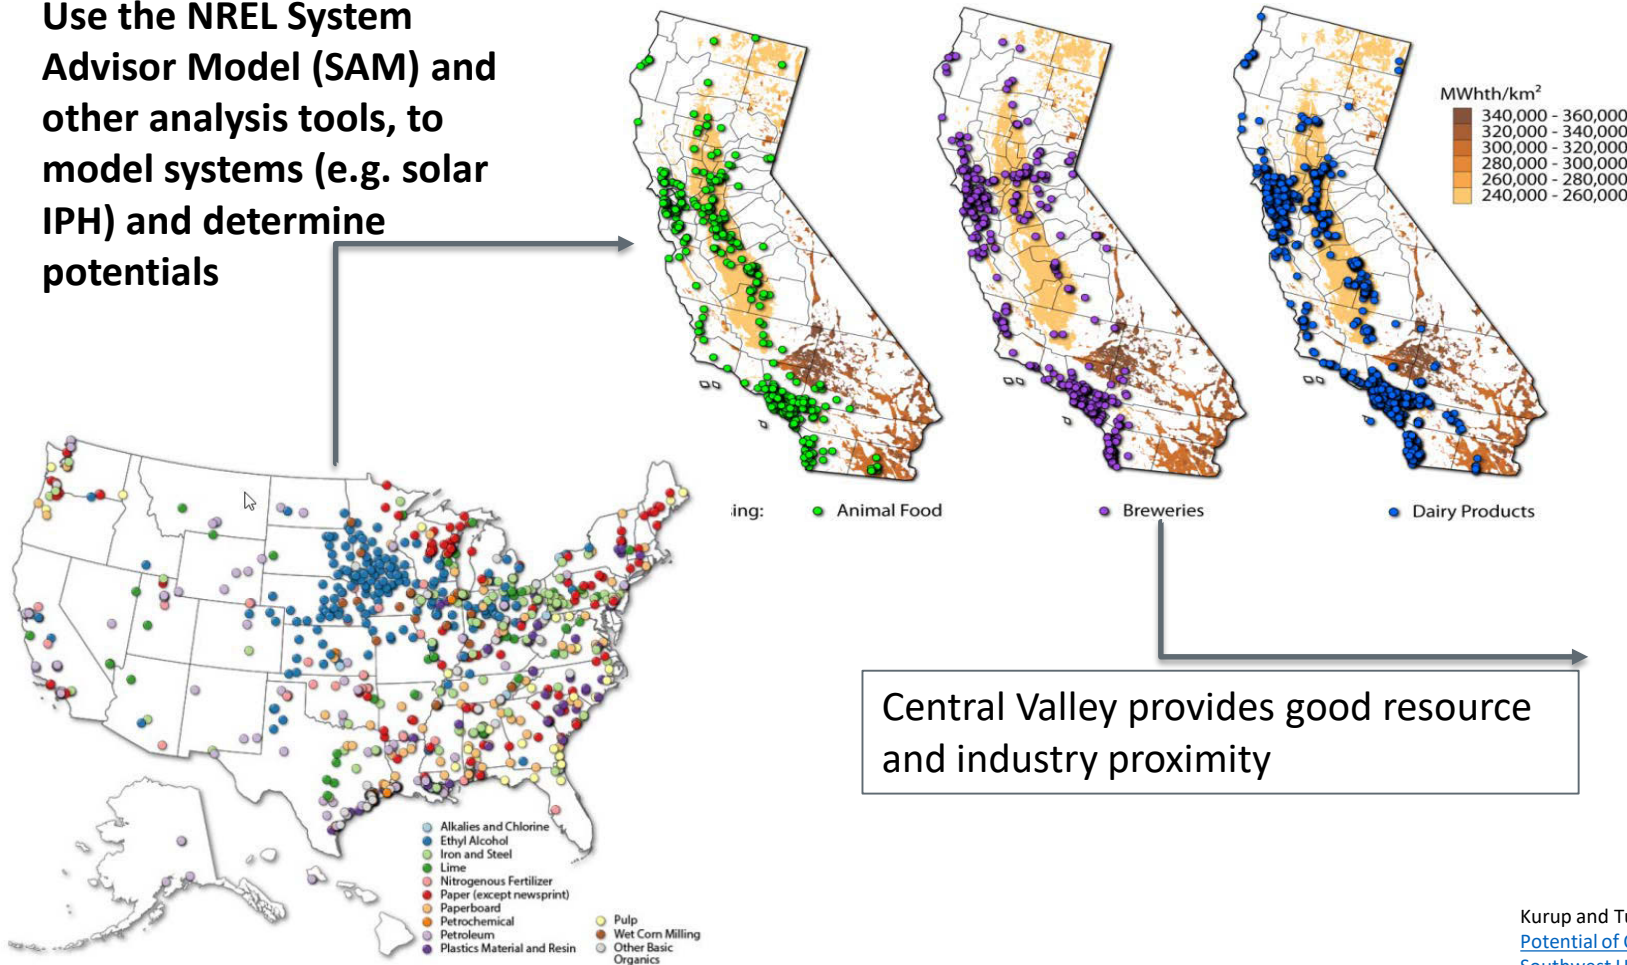 Use the NREL System
Advisor Model (SAM) and
other analysis tools, to
model systems (e.g. solar
IPH) and determine
potentials
MWhth/km²
340,000 - 360,000
320,000 - 340,000
300,000 - 320,000
280,000 - 300,000
260,000 - 280,000
240,000 - 260,000
ing:
Animal Food
Breweries
Dairy Products
Central Valley provides good resource
and industry proximity
Alkalies and Chlorine
Ethyl Alcohol
Iron and Steel
Lime
Nitrogenous Fertilizer
Paper (except newsprint)
Paperboard
Petrochemical
Petroleum
Plastics Material and Resin
Pulp
Wet Corn Milling
Other Basic
Organics
Kurup and
Potential of
Southwest